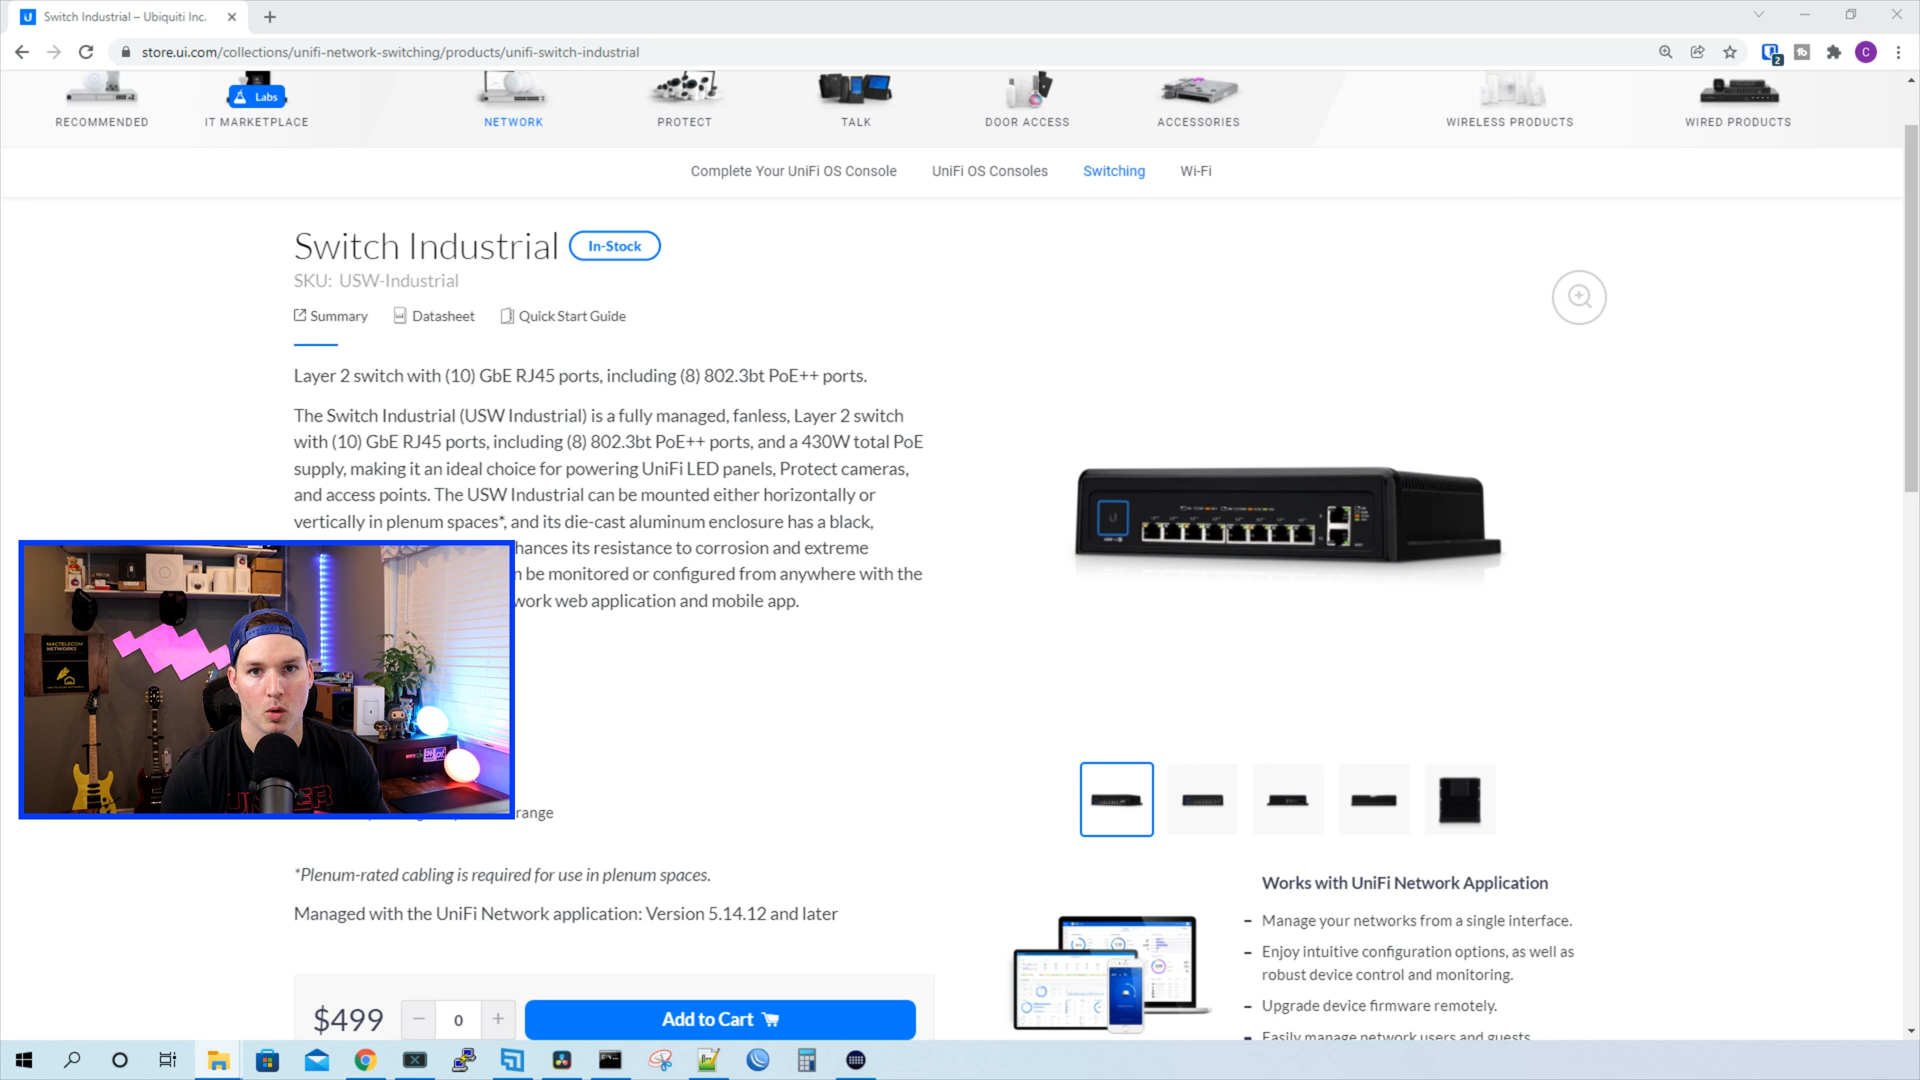 Switch Industrial – Ubiquiti Inc.
store.ui.com/collections/unifi-network-switching/products/unifi-switch-industrial
2
C
Labs
RECOMMENDED
IT MARKETPLACE
NETWORK
PROTECT
TALK
DOOR ACCESS
ACCESSORIES
WIRELESS PRODUCTS
WIRED PRODUCTS
Complete Your UniFi OS Console
UniFi OS Consoles
Switching
Wi-Fi
Switch Industrial
In-Stock
SKU: USW-Industrial
Summary
Datasheet
Quick Start Guide
Layer 2 switch with (10) GbE RJ45 ports, including (8) 802.3bt PoE++ ports.
The Switch Industrial (USW Industrial) is a fully managed, fanless, Layer 2 switch
with (10) GbE RJ45 ports, including (8) 802.3bt PoE++ ports, and a 430W total PoE
supply, making it an ideal choice for powering UniFi LED panels, Protect cameras,
and access points. The USW Industrial can be mounted either horizontally or
vertically in plenum spaces*, and its die-cast aluminum enclosure has a black,
hances its resistance to corrosion and extreme
be monitored or configured from anywhere with the
work web application and mobile app.
MACTELECOM
NETWORKS
range
*Plenum-rated cabling is required for use in plenum spaces.
Managed with the UniFi Network application: Version 5.14.12 and later
$499
0
Add to Cart
Works with UniFi Network Application
Manage your networks from a single interface.
Enjoy intuitive configuration options, as well as
robust device control and monitoring.
Upgrade device firmware remotely.
Easily manage network users and guests